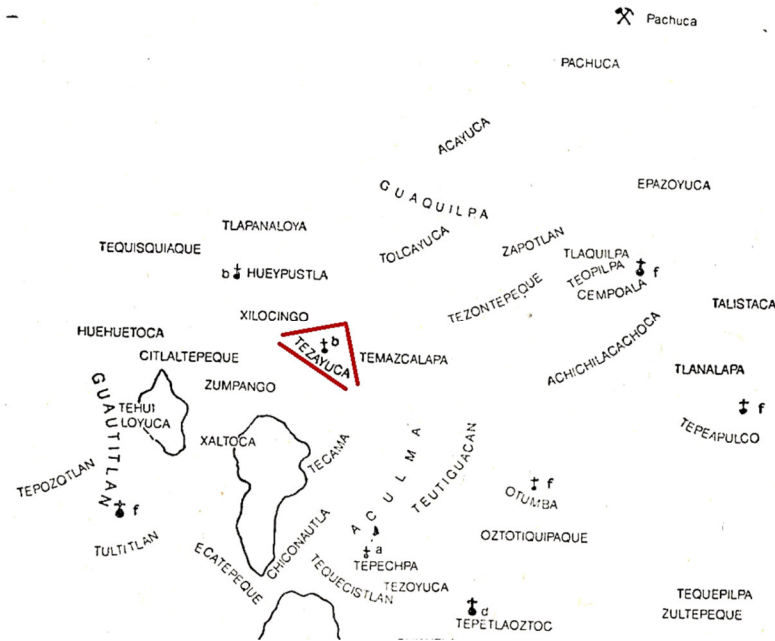 Pachuca
PACHUCA
ACAYUCA
GUAQUILPA
EPAZOYUCA
TLAPANALOYA
TOLCAYUCA
ZAPOTLAN
TEQUISQUIAQUE
TLAQUILPA
b HUEYPUSTLA
TEOPILPA f
TEZONTEPEQUE
CEMPOALA
TALISTACA
XILOCINGO
HUEHUETOCA
b
TEZAYUCA
CITLALTEPEQUE
TEMAZCALAPA
ACHICHILACACHOCA
TLANALAPA
ZUMPANGO
GUAUTITLAN
TEHUI
LOYUCA
f
TEPEAPULCO
XALTOCA
TECAMA
ACULMA
TEUTIGUACAN
TEPOZOTLAN
f
OTUMBA
f
TULTITLAN
ECATEPEQUE
CHICONAUTLA
OZTOTIQUIPAQUE
a
TEPECHPA
TEQUECISTLAN
TEZOYUCA
TEQUEPILPA
d
ZULTEPEQUE
TEPETLAOZTOC